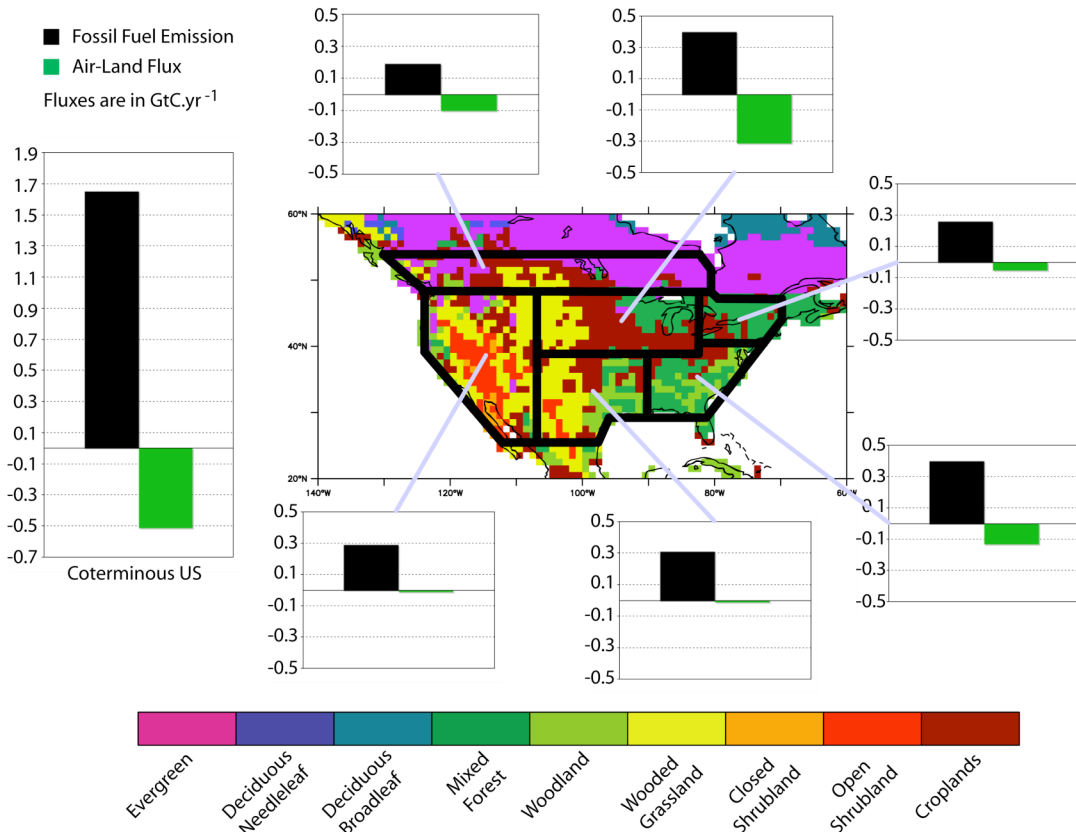 Fossil Fuel Emission
Air-Land Flux
Fluxes are in GtC.yr -1
0.5
0.3
0.1
-0.1
-0.3
-0.5
0.5
0.3
0.1
-0.1
-0.3
-0.5
1.9
1.7
1.5
1.3
1.1
0.9
0.7
0.5
0.3
0.1
-0.1
-0.3
-0.5
-0.7
Coterminous US
0.5
0.3
0.1
-0.1
-0.3
-0.5
60°N
40°N
20°N
140°W
120°W
100°W
80°W
60°W
0.5
0.3
0.1
-0.1
-0.3
-0.5
0.5
0.3
0.1
-0.1
-0.3
-0.5
0.5
0.3
0.1
-0.1
-0.3
-0.5
Evergreen
Deciduous
Needleleaf
Deciduous
Broadleaf
Mixed
Forest
Woodland
Wooded
Grassland
Closed
Shrubland
Open
Shrubland
Croplands